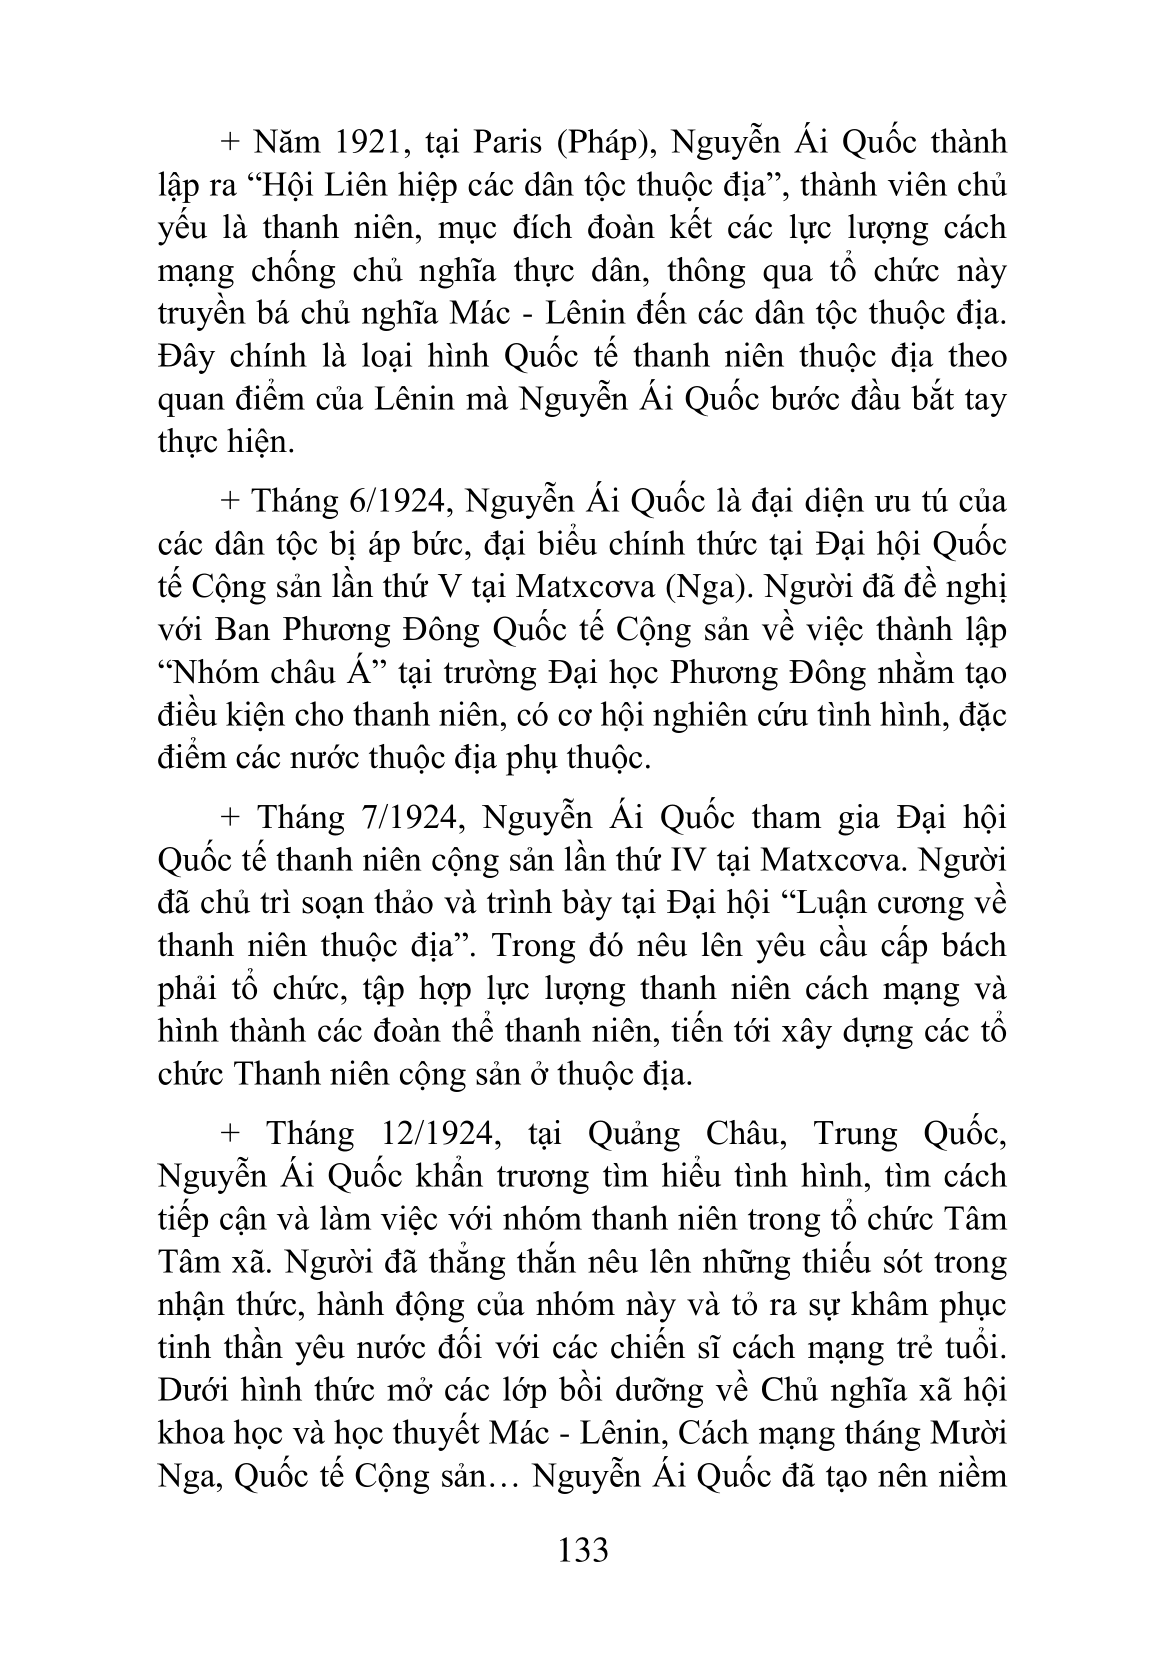 + Năm 1921, tại Paris (Pháp), Nguyễn Ái Quốc thành
lập ra “Hội Liên hiệp các dân tộc thuộc địa”, thành viên chủ
yếu là thanh niên, mục đích đoàn kết các lực lượng cách
mạng chống chủ nghĩa thực dân, thông qua tổ chức này
truyền bá chủ nghĩa Mác - Lênin đến các dân tộc thuộc địa.
Đây chính là loại hình Quốc tế thanh niên thuộc địa theo
quan điểm của Lênin mà Nguyễn Ái Quốc bước đầu bắt tay
thực hiện.
+ Tháng 6/1924, Nguyễn Ái Quốc là đại diện ưu tú của
các dân tộc bị áp bức, đại biểu chính thức tại Đại hội Quốc
tế Cộng sản lần thứ V tại Matxcơva (Nga). Người đã đề nghị
với Ban Phương Đông Quốc tế Cộng sản về việc thành lập
“Nhóm châu Á” tại trường Đại học Phương Đông nhằm tạo
điều kiện cho thanh niên, có cơ hội nghiên cứu tình hình, đặc
điểm các nước thuộc địa phụ thuộc.
+ Tháng 7/1924, Nguyễn Ái Quốc tham gia Đại hội
Quốc tế thanh niên cộng sản lần thứ IV tại Matxcơva. Người
đã chủ trì soạn thảo và trình bày tại Đại hội “Luận cương về
thanh niên thuộc địa”. Trong đó nêu lên yêu cầu cấp bách
phải tổ chức, tập hợp lực lượng thanh niên cách mạng và
hình thành các đoàn thể thanh niên, tiến tới xây dựng các tổ
chức Thanh niên cộng sản ở thuộc địa.
+ Tháng 12/1924, tại Quảng Châu, Trung Quốc,
Nguyễn Ái Quốc khẩn trương tìm hiểu tình hình, tìm cách
tiếp cận và làm việc với nhóm thanh niên trong tổ chức Tâm
Tâm xã. Người đã thẳng thắn nêu lên những thiếu sót trong
nhận thức, hành động của nhóm này và tỏ ra sự khâm phục
tinh thần yêu nước đối với các chiến sĩ cách mạng trẻ tuổi.
Dưới hình thức mở các lớp bồi dưỡng về Chủ nghĩa xã hội
khoa học và học thuyết Mác - Lênin, Cách mạng tháng Mười
Nga, Quốc tế Cộng sản… Nguyễn Ái Quốc đã tạo nên niềm
133